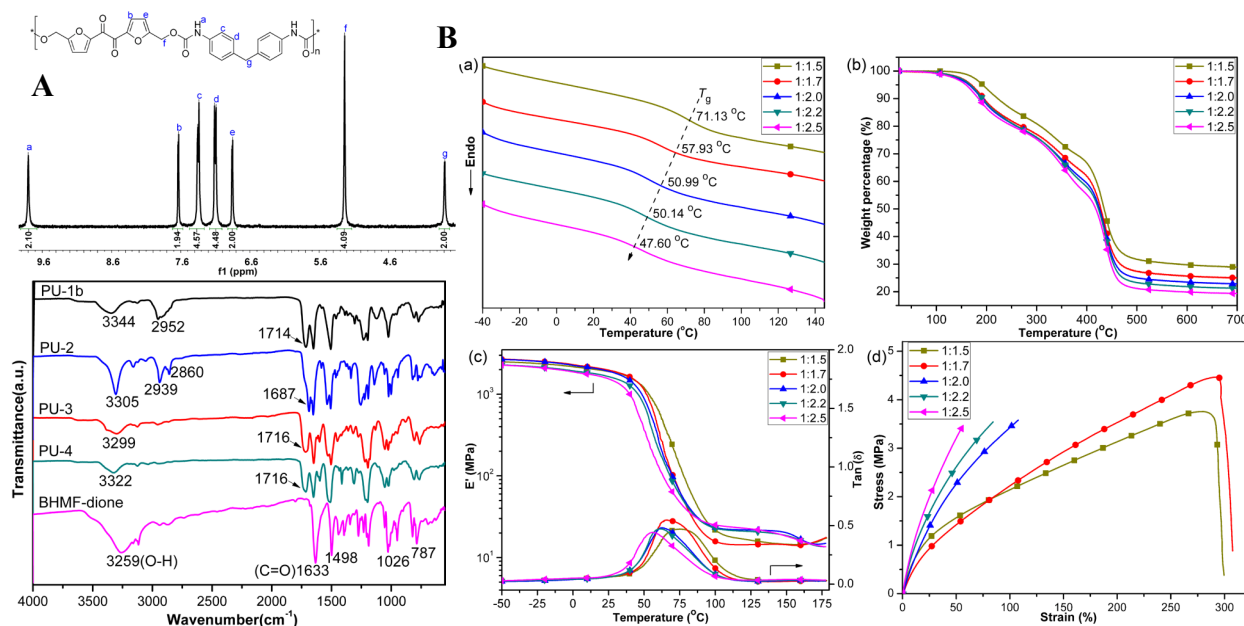 A
B
* O O O O O O O N H N H O n *
a b c d e f g
a
b
c
d
e
f
g
2.10
1.94
4.57
4.48
2.00
4.09
2.00
9.6 8.6 7.6 6.6 5.6 4.6
f1 (ppm)
PU-1b
3344
2952
1714
PU-2
3305
2939
2860
1687
PU-3
3299
1716
PU-4
3322
1716
BHMF-dione
3259(O-H)
(C=O)1633
1498
1026
787
Transmittance(a.u.)
4000 3500 3000 2500 2000 1500 1000
Wavenumber(cm-1)
(a)
1:1.5
1:1.7
1:2.0
1:2.2
1:2.5
Tg
71.13 °C
57.93 °C
50.99 °C
50.14 °C
47.60 °C
Endo
-40 -20 0 20 40 60 80 100 120 140
Temperature (°C)
(b)
1:1.5
1:1.7
1:2.0
1:2.2
1:2.5
Weight percentage (%)
100
90
80
70
60
50
40
30
20
100 200 300 400 500 600 700
Temperature (°C)
(c)
1:1.5
1:1.7
1:2.0
1:2.2
1:2.5
E' (MPa)
10³
10²
10¹
Tan (δ)
2.0
1.5
1.0
0.5
0.0
-50 -25 0 25 50 75 100 125 150 175
Temperature (°C)
(d)
1:1.5
1:1.7
1:2.0
1:2.2
1:2.5
Stress (MPa)
5
4
3
2
1
0
0 50 100 150 200 250 300
Strain (%)